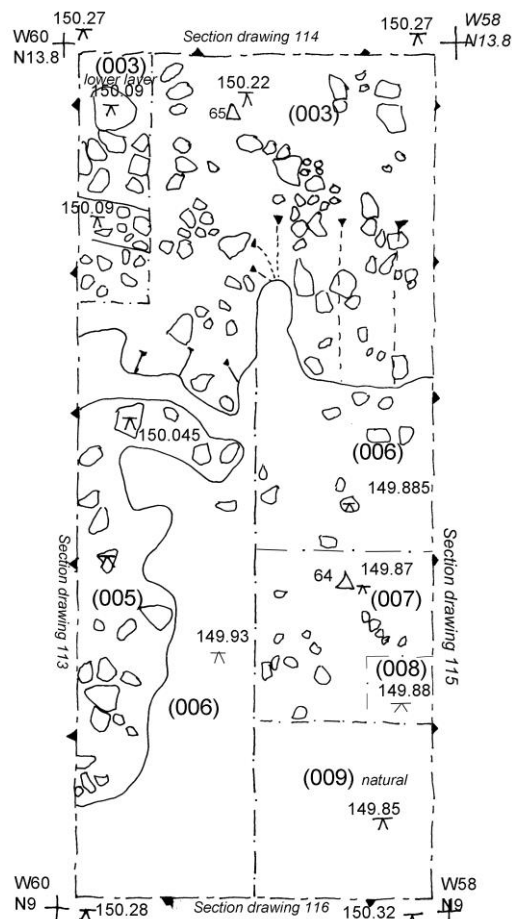 150.27
150.27
W60
N13.8
Section drawing 114
W58
N13.8
(003)
lower layer
150.09
150.22
65
(003)
150.09
150.045
(006)
149.885
Section drawing 113
Section drawing 115
64
149.87
(005)
(007)
149.93
(008)
149.88
(006)
(009) natural
149.85
W60
N9
150.28
Section drawing 116
150.32
W58
N9